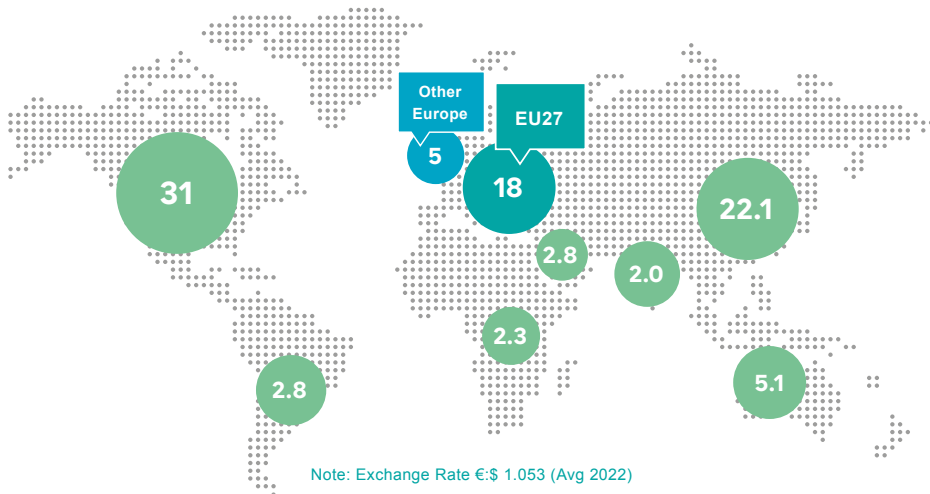 Other
Europe
EU27
5
31
18
22.1
2.8
2.0
2.3
2.8
5.1
Note: Exchange Rate €:$ 1.053 (Avg 2022)